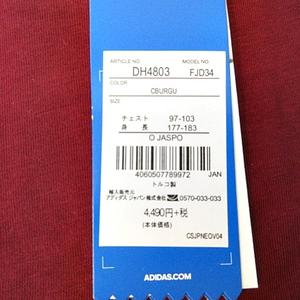 ARTICLE NO.
MODEL NO.
DH4803
FJD34
COLOR
CBURGU
SIZE
チェスト 97-103
身 長 177-183
O JASPO
4060507789972 JAN
トルコ製
輸入販売元
アディダス ジャパン株式会社 0570-033-033
4,490円+税
(本体価格)
CSJPNEOV04
ADIDAS.COM